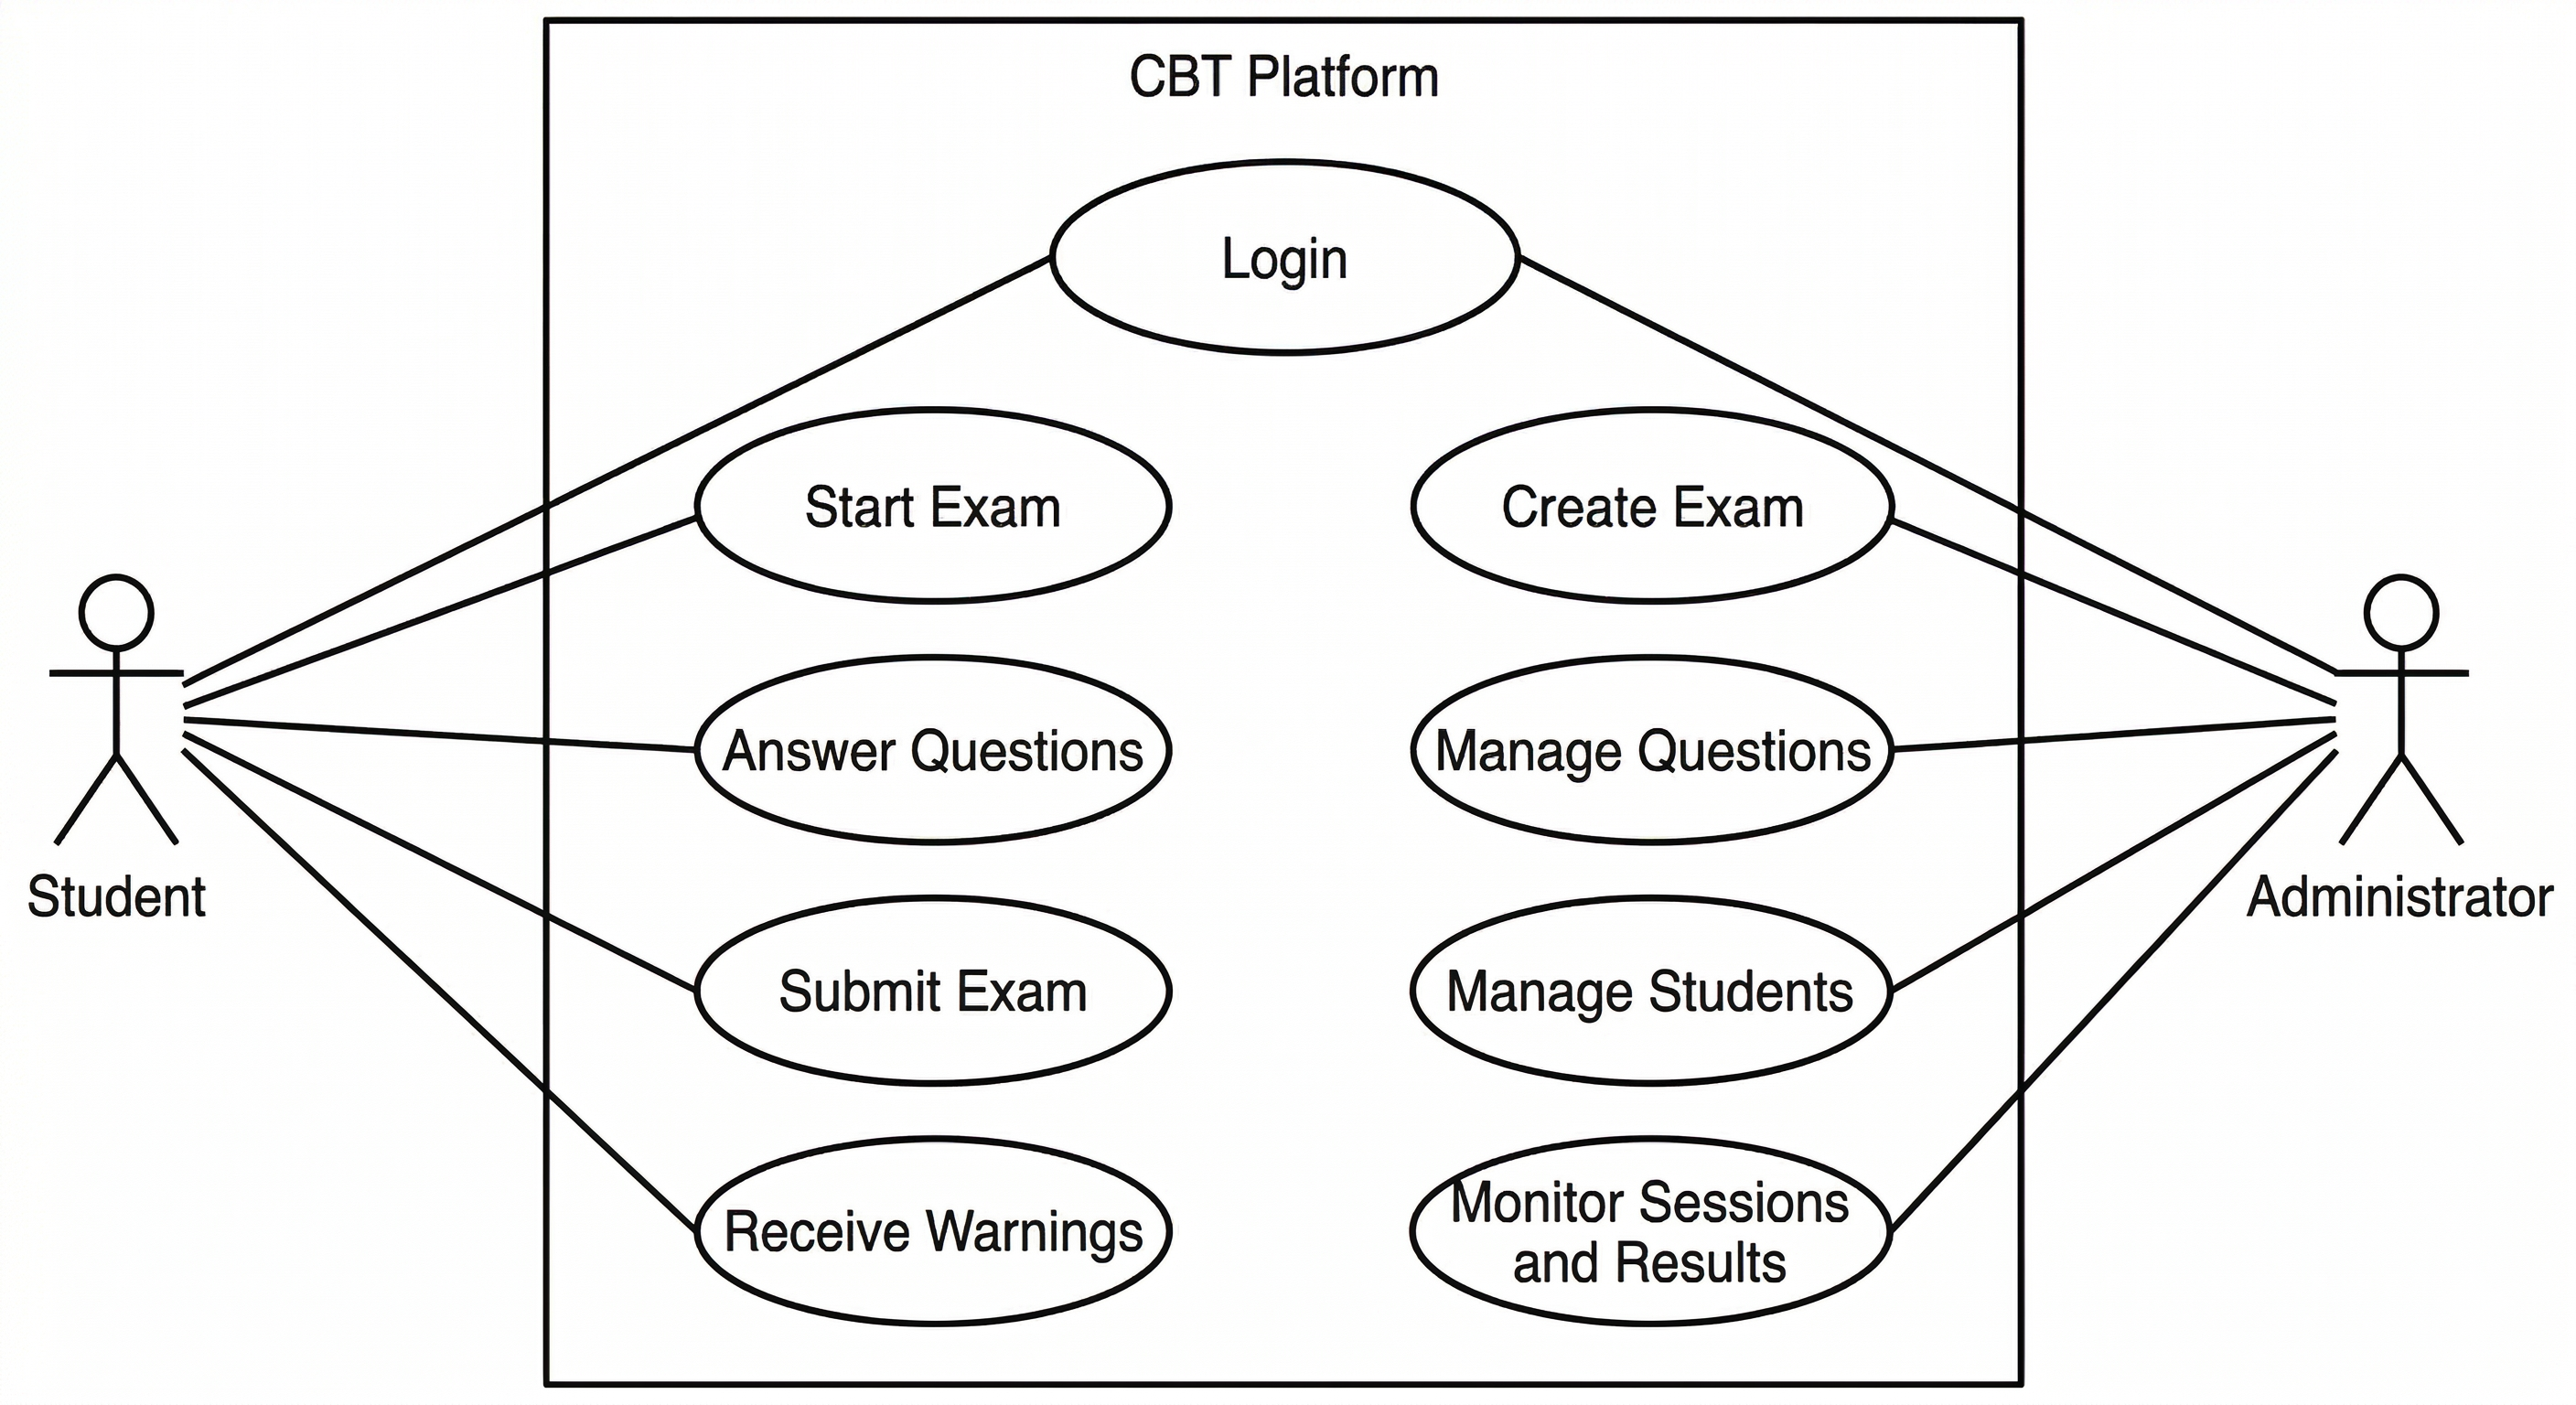 CBT Platform
Login
Start Exam
Create Exam
Answer Questions
Manage Questions
Student
Administrator
Submit Exam
Manage Students
Receive Warnings
Monitor Sessions
and Results